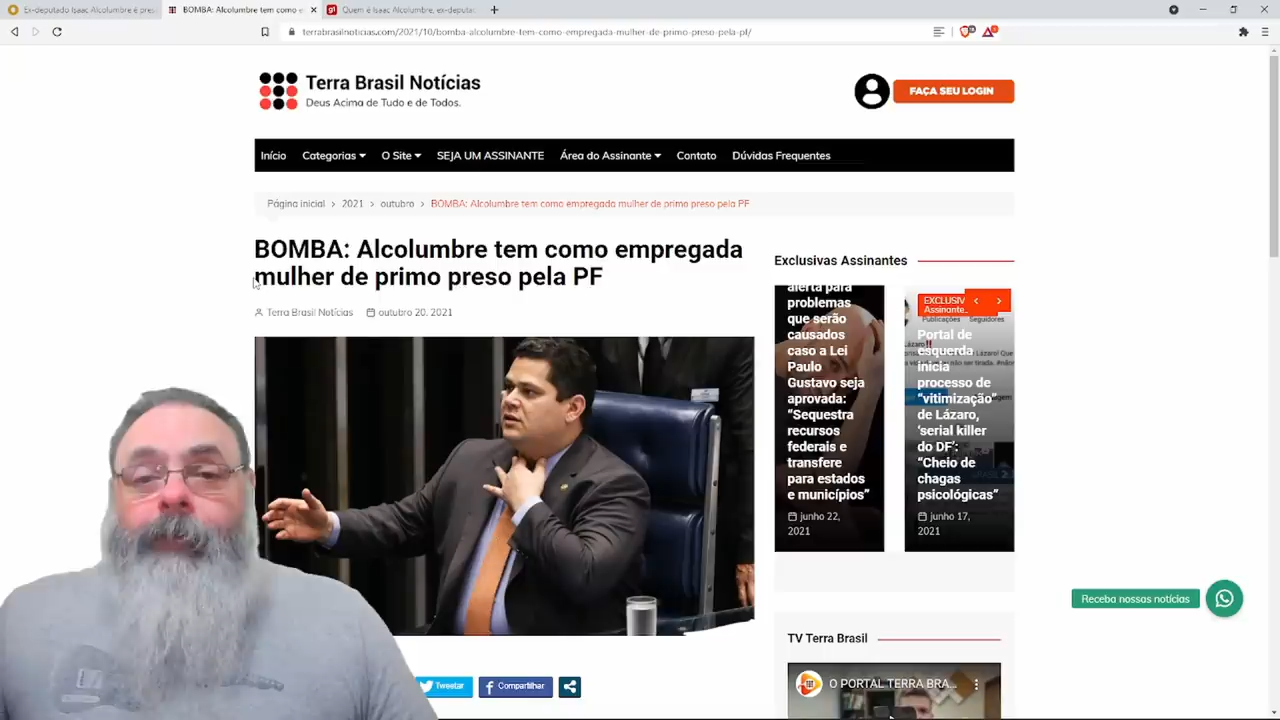 Ex-deputado Isaac Alcolumbre é pres
BOMBA: Alcolumbre tem como e
Quem é Isaac Alcolumbre, ex-deputa
terrabrasilnoticias.com/2021/10/bomba-alcolumbre-tem-como-empregada-mulher-de-primo-preso-pela-pf/
Terra Brasil Notícias
Deus Acima de Tudo e de Todos.
FAÇA SEU LOGIN
Início Categorias O Site SEJA UM ASSINANTE Área do Assinante Contato Dúvidas Frequentes
Página inicial > 2021 > outubro > BOMBA: Alcolumbre tem como empregada mulher de primo preso pela PF
BOMBA: Alcolumbre tem como empregada
mulher de primo preso pela PF
Terra Brasil Notícias outubro 20, 2021
Tweetar
Compartilhar
Exclusivas Assinantes
alerta para
problemas
que serão
causados
caso a Lei
Paulo
Gustavo seja
aprovada:
“Sequestra
recursos
federais e
transfere
para estados
e municípios”
junho 22,
2021
EXCLUSIV
Assinante
Publicações Seguidores
Portal de
esquerda
inicia
processo de
“vitimização”
de Lázaro,
‘serial killer
do DF’:
“Cheio de
chagas
psicológicas”
junho 17,
2021
Receba nossas notícias
TV Terra Brasil
O PORTAL TERRA BRA...